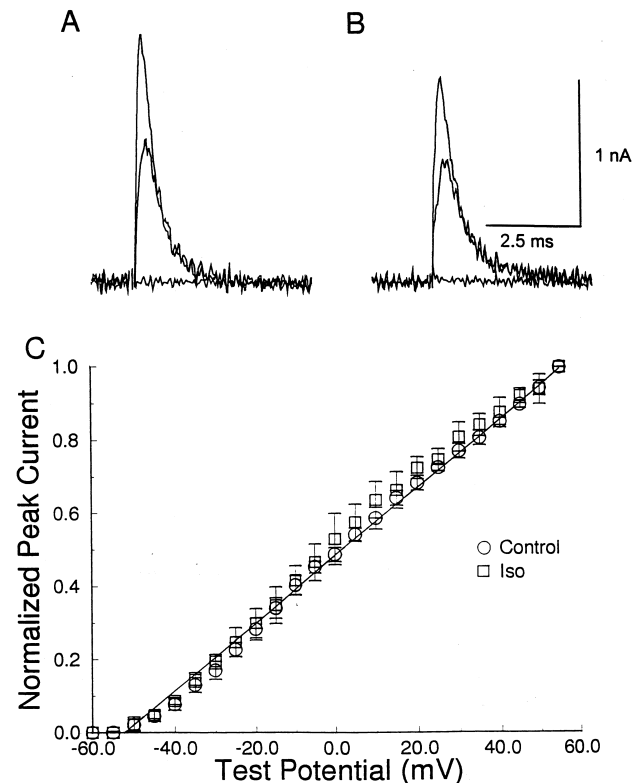 A
B
1 nA
2.5 ms
C
Normalized Peak Current
1.0
0.8
0.6
0.4
0.2
0.0
Control
Iso
-60.0 -40.0 -20.0 0.0 20.0 40.0 60.0
Test Potential (mV)